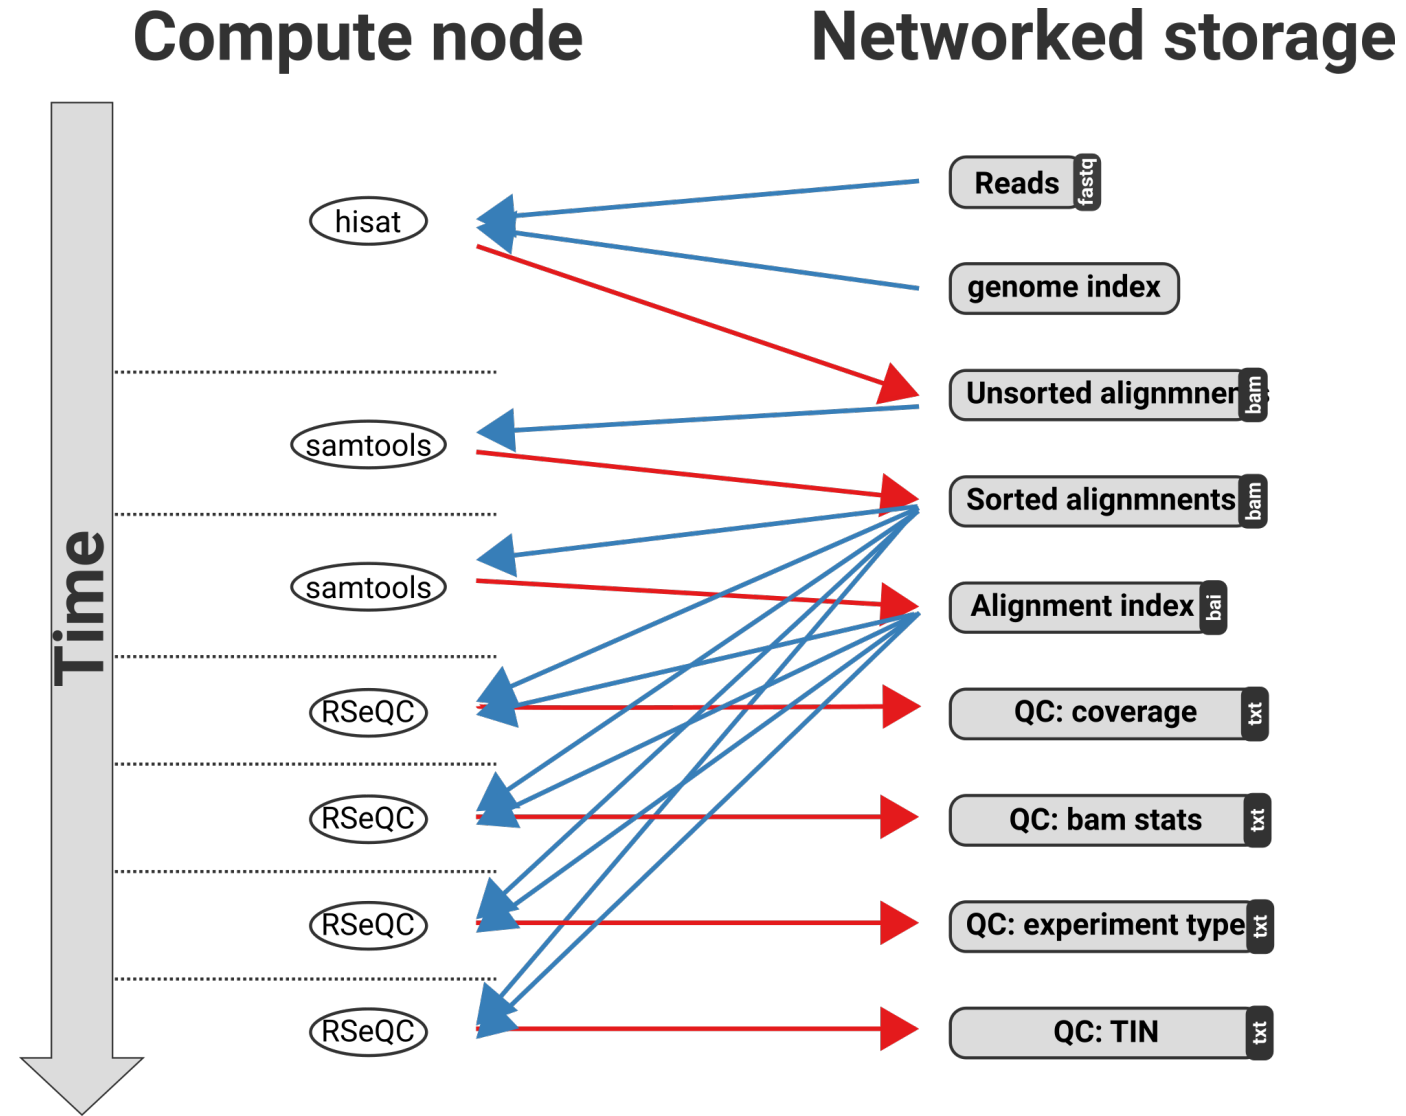 Compute node
Networked storage
Time
hisat
Reads
fastq
genome index
Unsorted alignmnents
bam
samtools
Sorted alignmnents
bam
samtools
Alignment index
bai
RSeQC
QC: coverage
txt
RSeQC
QC: bam stats
txt
RSeQC
QC: experiment type
txt
RSeQC
QC: TIN
txt